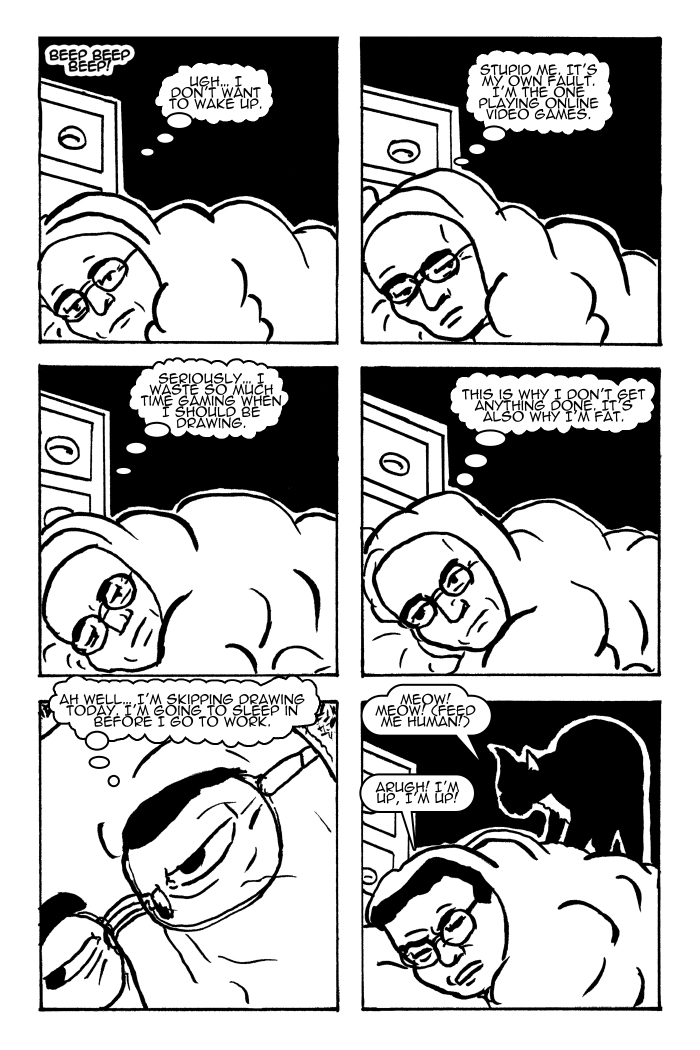 BEEP BEEP
BEEP!
UGH... I
DON'T WANT
TO WAKE UP.
STUPID ME. IT'S
MY OWN FAULT.
I'M THE ONE
PLAYING ONLINE
VIDEO GAMES.
SERIOUSLY... I
WASTE SO MUCH
TIME GAMING WHEN
I SHOULD BE
DRAWING.
THIS IS WHY I DON'T GET
ANYTHING DONE. IT'S
ALSO WHY I'M FAT.
AH WELL... I'M SKIPPING DRAWING
TODAY. I'M GOING TO SLEEP IN
BEFORE I GO TO WORK.
MEOW!
MEOW! (FEED
ME HUMAN!)
ARUGH! I'M
UP, I'M UP!